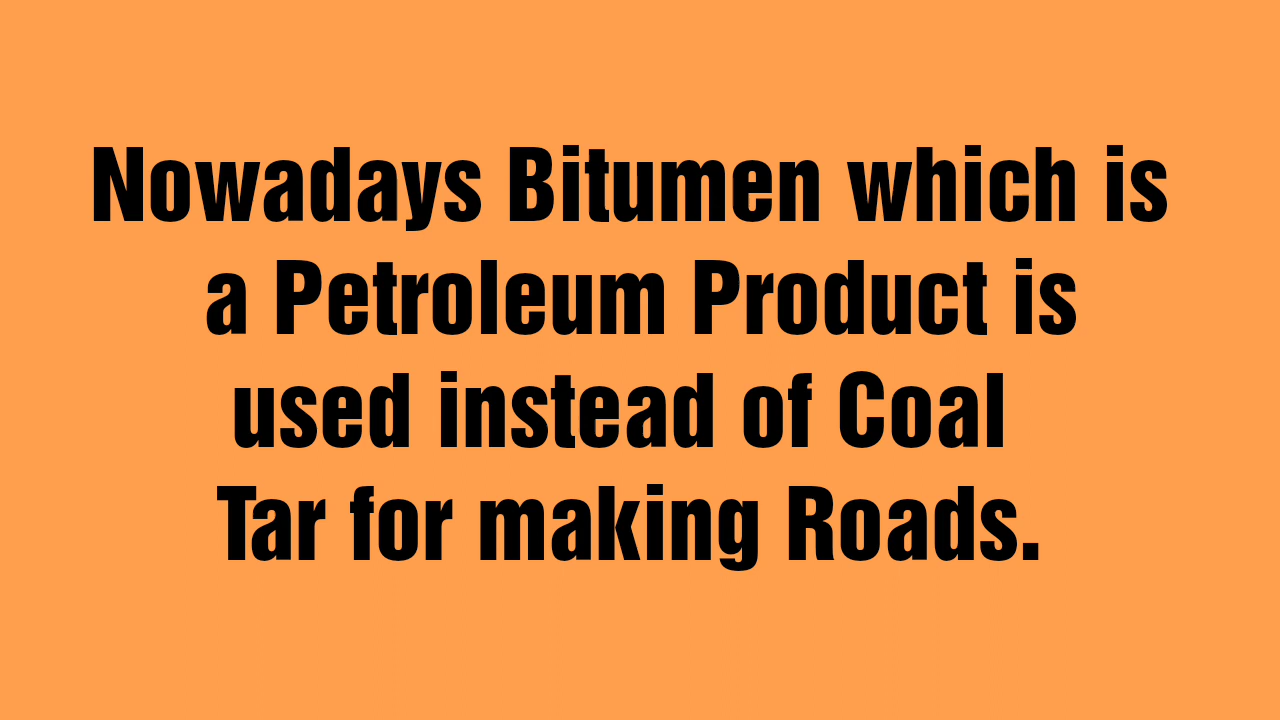 Nowadays Bitumen which is
a Petroleum Product is
used instead of Coal
Tar for making Roads.